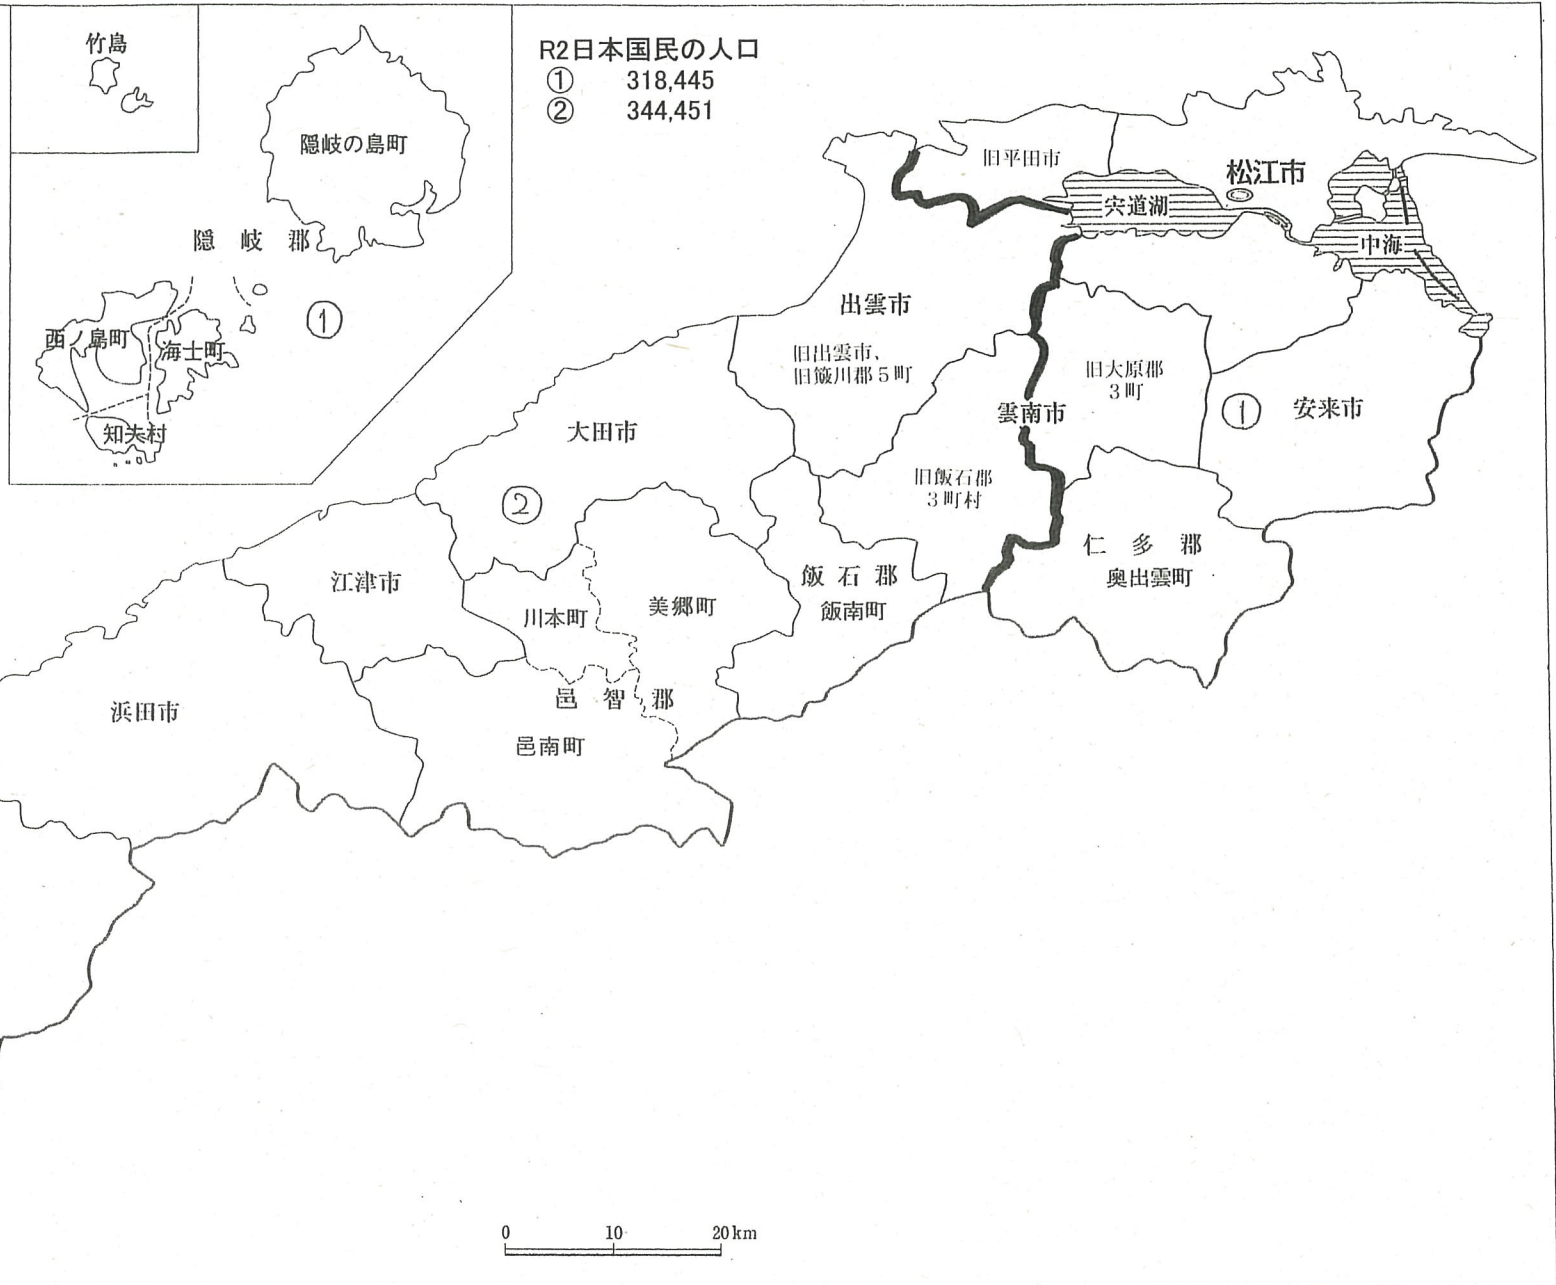 竹島
R2日本国民の人口
① 318,445
② 344,451
隠岐の島町
隠岐郡
①
西ノ島町
海士町
知夫村
旧平田市
松江市
宍道湖
中海
出雲市
旧出雲市、
旧簸川郡5町
旧大原郡
3町
雲南市
①
安来市
大田市
②
旧飯石郡
3町村
仁多郡
奥出雲町
飯石郡
飯南町
江津市
川本町
美郷町
邑智郡
邑南町
浜田市
0 10 20km